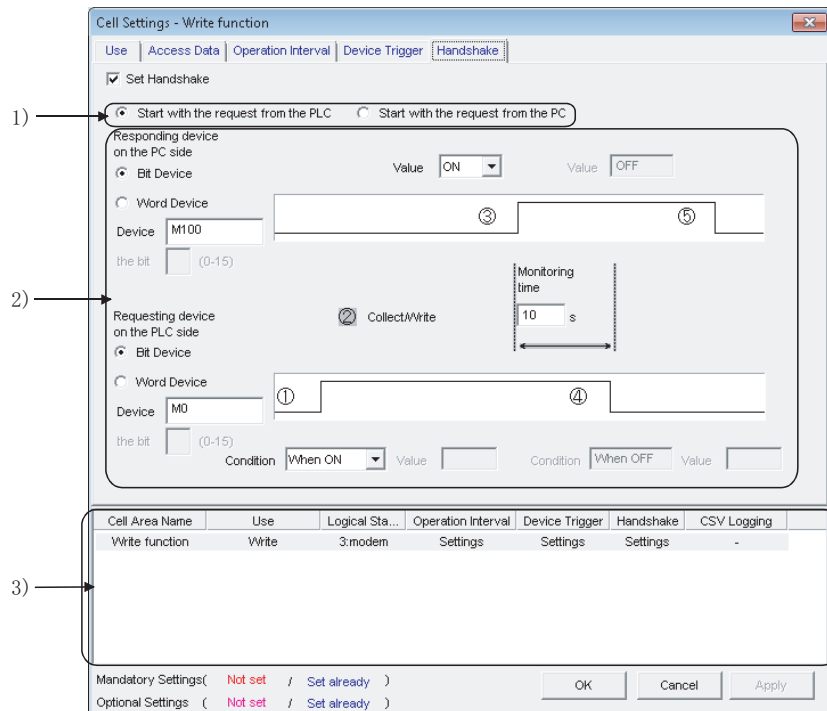 Cell Settings - Write function
Use Access Data Operation Interval Device Trigger Handshake
Set Handshake
1)
Start with the request from the PLC Start with the request from the PC
Responding device
on the PC side
Bit Device
Value ON Value OFF
Word Device
③ ⑤
Device M100
the bit (0-15)
Monitoring
time
2)
Requesting device
on the PLC side
② Collect/Write
10 s
Bit Device
Word Device
① ④
Device M0
the bit (0-15)
Condition When ON Value Condition When OFF Value
Cell Area Name Use Logical Sta... Operation Interval Device Trigger Handshake CSV Logging
Write function Write 3:modem Settings Settings Settings -
3)
Mandatory Settings( Not set / Set already )
OK Cancel Apply
Optional Settings ( Not set / Set already )